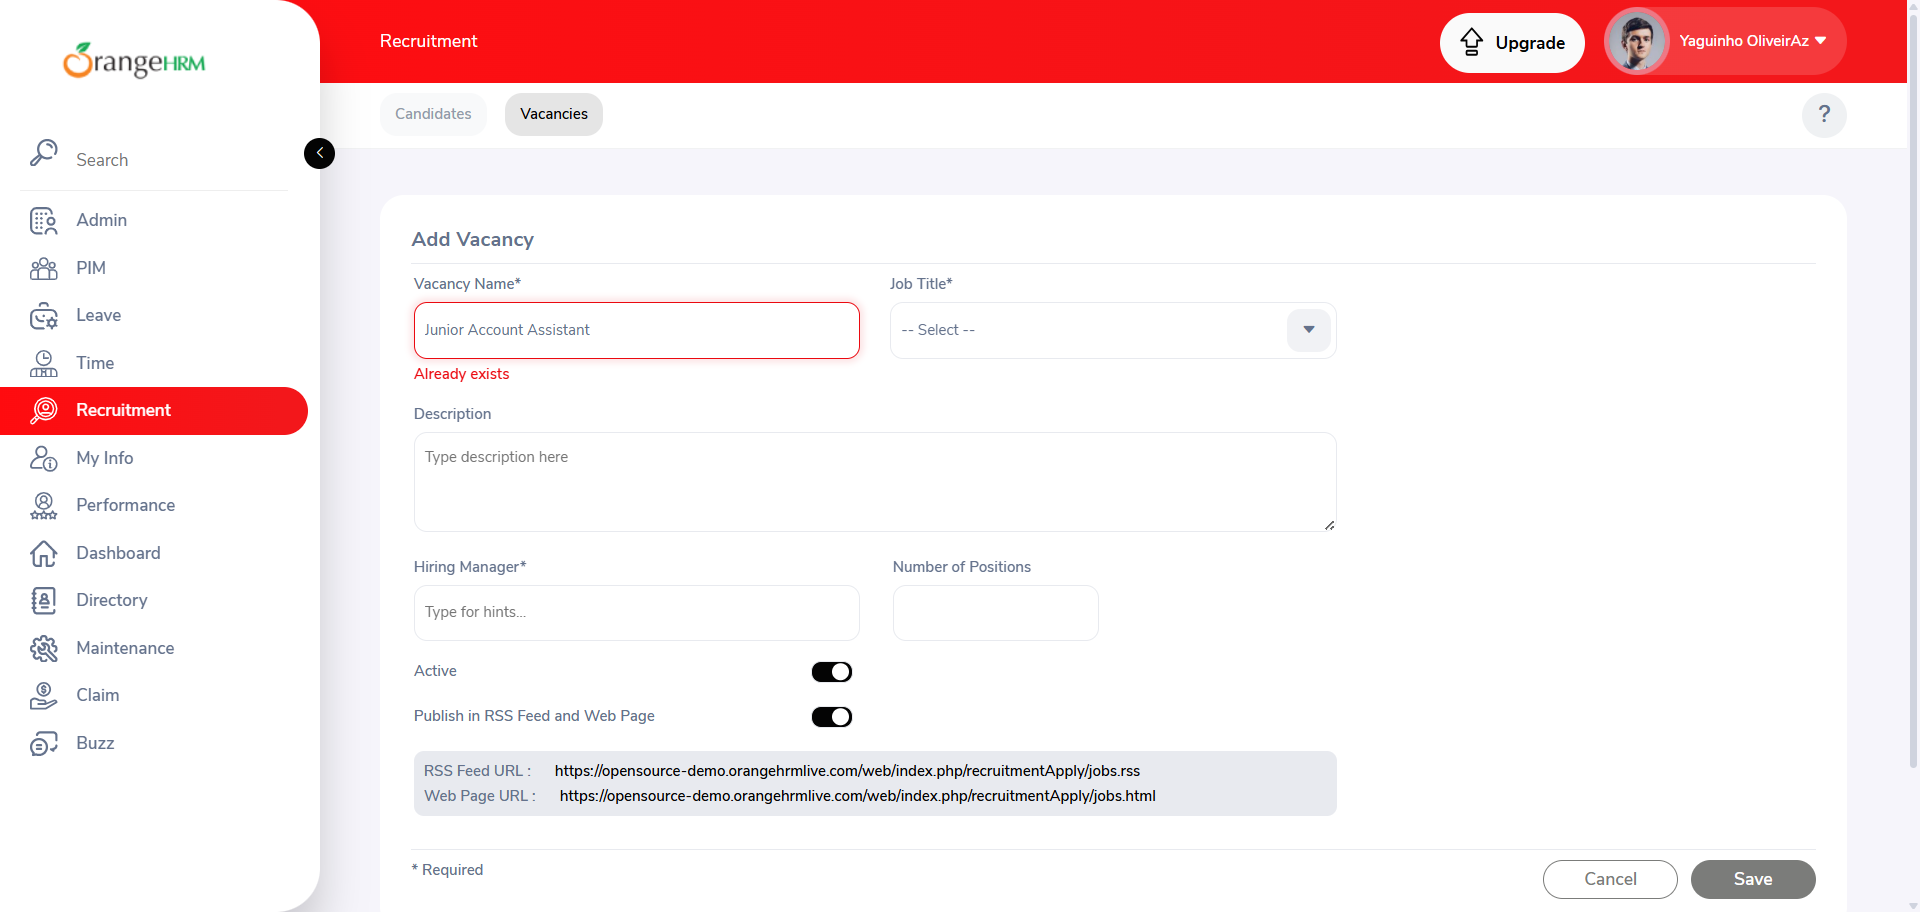 OrangeHRM
Search
Admin
PIM
Leave
Time
Recruitment
My Info
Performance
Dashboard
Directory
Maintenance
Claim
Buzz
Recruitment
Upgrade
Yaguinho OliveirAz
Candidates
Vacancies
?
Add Vacancy
Vacancy Name*
Job Title*
Junior Account Assistant
-- Select --
Already exists
Description
Type description here
Hiring Manager*
Number of Positions
Type for hints...
Active
Publish in RSS Feed and Web Page
RSS Feed URL : https://opensource-demo.orangehrmlive.com/web/index.php/recruitmentApply/jobs.rss
Web Page URL : https://opensource-demo.orangehrmlive.com/web/index.php/recruitmentApply/jobs.html
* Required
Cancel
Save